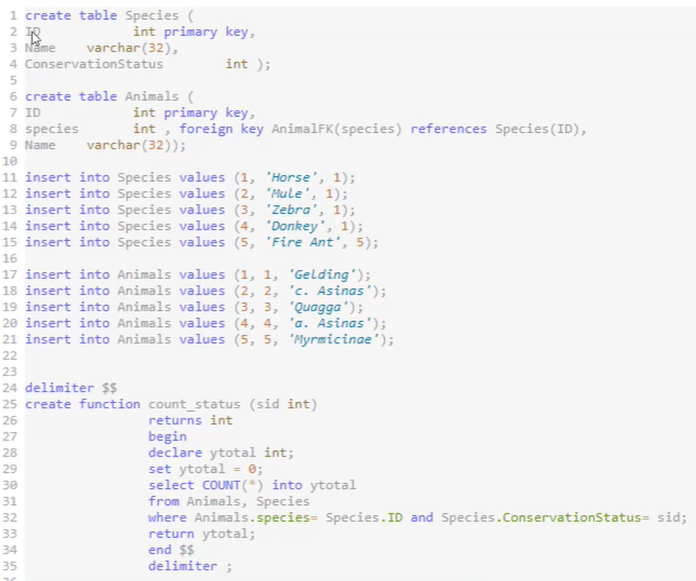 1 create table Species (
2 ID int primary key,
3 Name varchar(32),
4 ConservationStatus int );
5
6 create table Animals (
7 ID int primary key,
8 species int , foreign key AnimalFK(species) references Species(ID),
9 Name varchar(32));
10
11 insert into Species values (1, 'Horse', 1);
12 insert into Species values (2, 'Mule', 1);
13 insert into Species values (3, 'Zebra', 1);
14 insert into Species values (4, 'Donkey', 1);
15 insert into Species values (5, 'Fire Ant', 5);
16
17 insert into Animals values (1, 1, 'Gelding');
18 insert into Animals values (2, 2, 'c. Asinas');
19 insert into Animals values (3, 3, 'Quagga');
20 insert into Animals values (4, 4, 'a. Asinas');
21 insert into Animals values (5, 5, 'Myrmicinae');
22
23
24 delimiter $$
25 create function count_status (sid int)
26 returns int
27 begin
28 declare ytotal int;
29 set ytotal = 0;
30 select COUNT(*) into ytotal
31 from Animals, Species
32 where Animals.species= Species.ID and Species.ConservationStatus= sid;
33 return ytotal;
34 end $$
35 delimiter ;